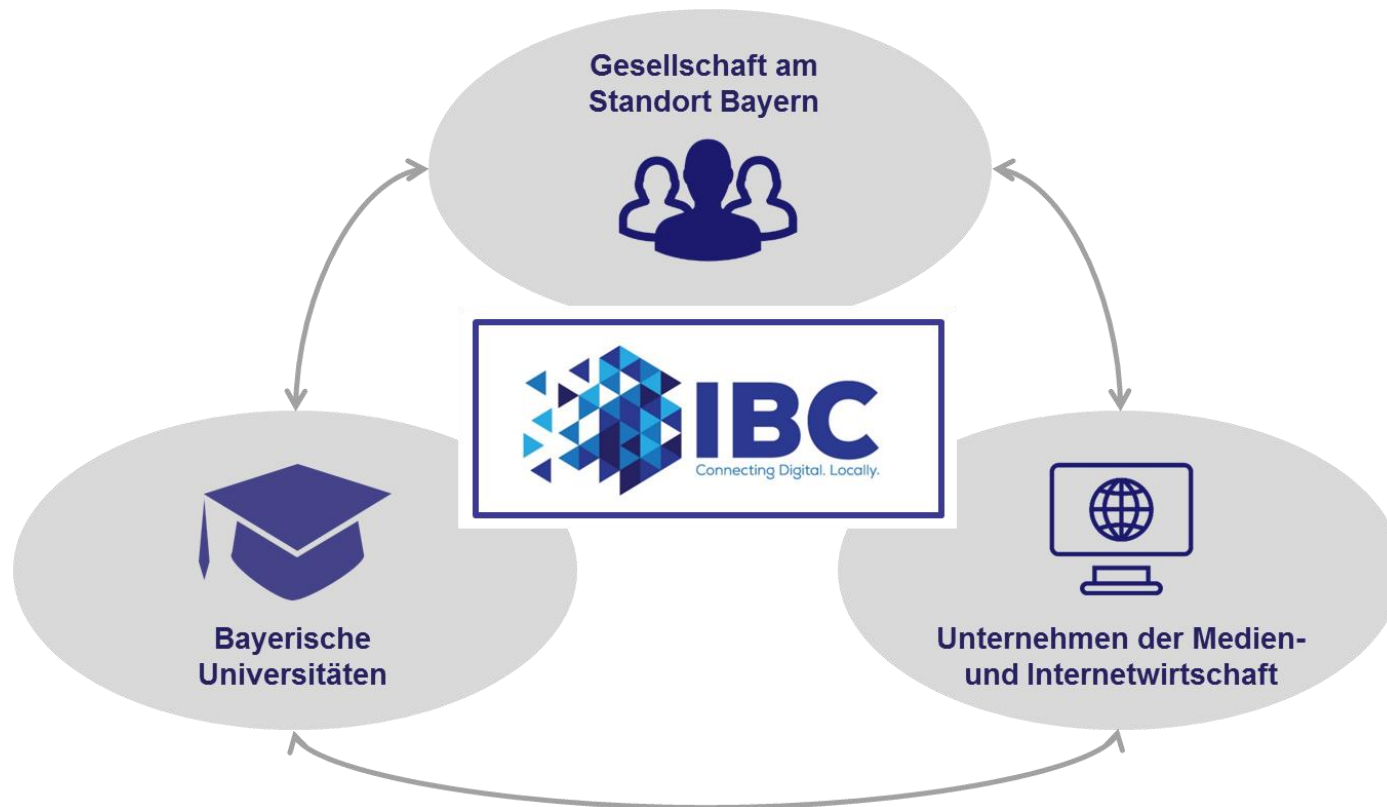 Gesellschaft am
Standort Bayern
IBC
Connecting Digital. Locally.
Bayerische
Universitäten
Unternehmen der Medien-
und Internetwirtschaft